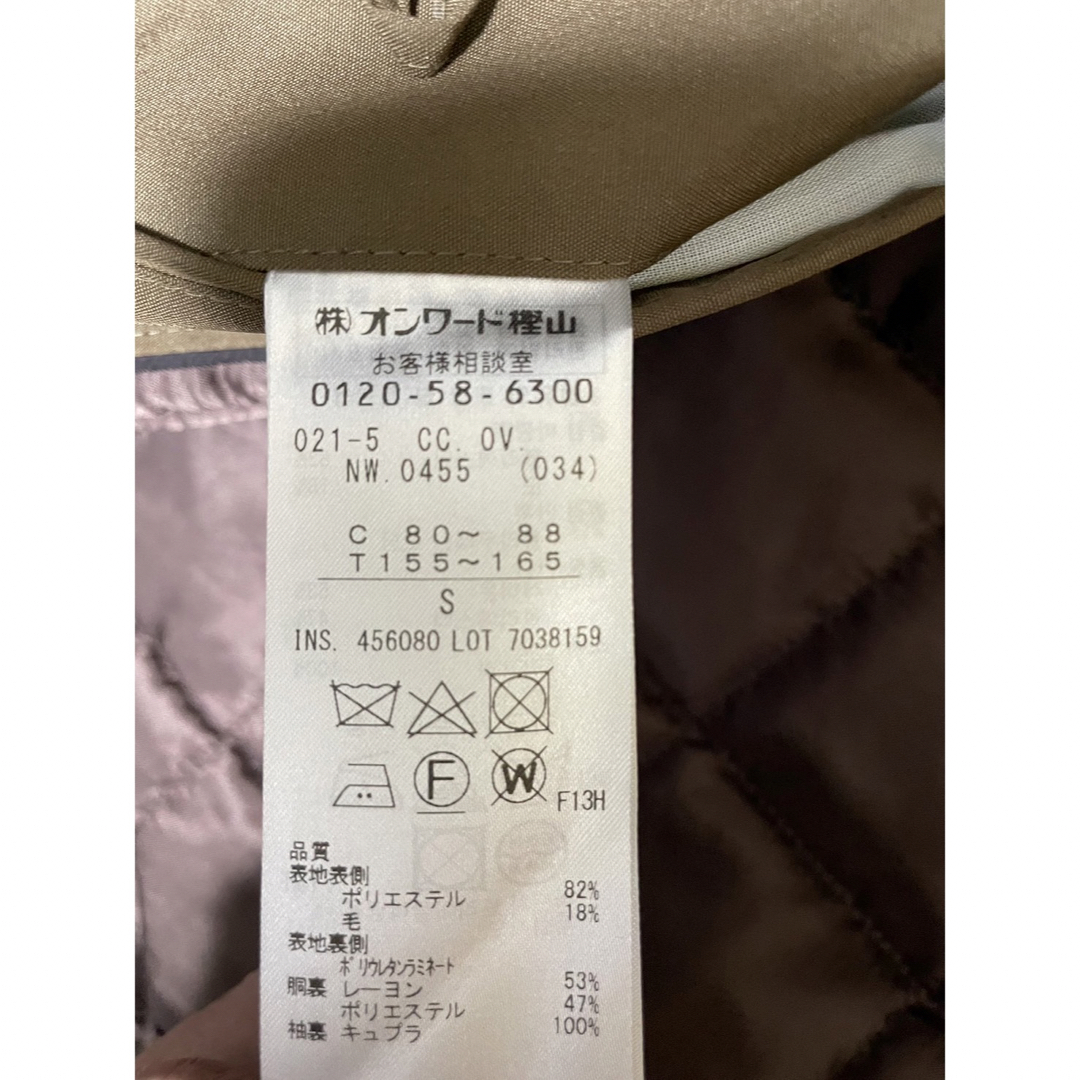 ㈱オンワード樫山
お客様相談室
0120-58-6300
021-5 CC. OV.
NW.0455 (034)
C 80～ 88
T155～165
S
INS. 456080 LOT 7038159
F W F13H
品質
表地表側
ポリエステル 82%
毛 18%
表地裏側
ﾎﾟﾘｳﾚﾀﾝﾗﾐﾈｰﾄ
胴裏 レーヨン 53%
ポリエステル 47%
袖裏 キュプラ 100%